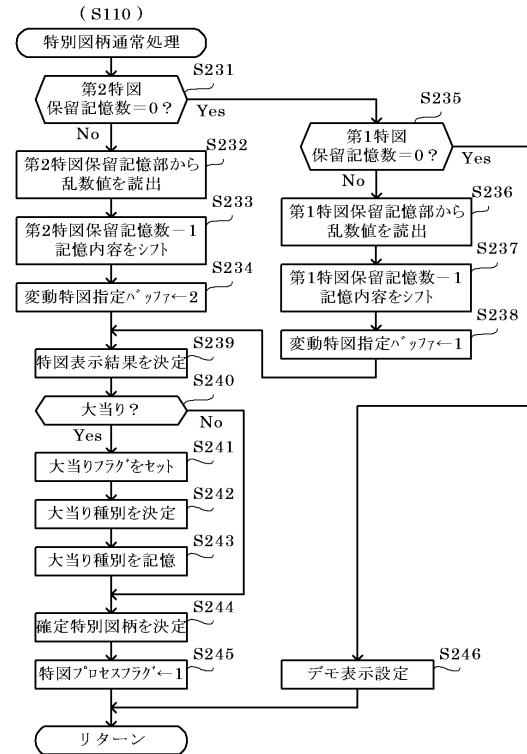 (S110)
特別図柄通常処理
S231
第2特図
保留記憶数=0?
Yes
No
S235
第1特図
保留記憶数=0?
Yes
No
S232
第2特図保留記憶部から
乱数値を読出
S233
第2特図保留記憶数-1
記憶内容をシフト
S234
変動特図指定バッファ←2
S236
第1特図保留記憶部から
乱数値を読出
S237
第1特図保留記憶数-1
記憶内容をシフト
S238
変動特図指定バッファ←1
S239
特図表示結果を決定
S240
大当り?
No
Yes
S241
大当りフラグをセット
S242
大当り種別を決定
S243
大当り種別を記憶
S244
確定特別図柄を決定
S245
特図プロセスフラグ←1
S246
デモ表示設定
リターン